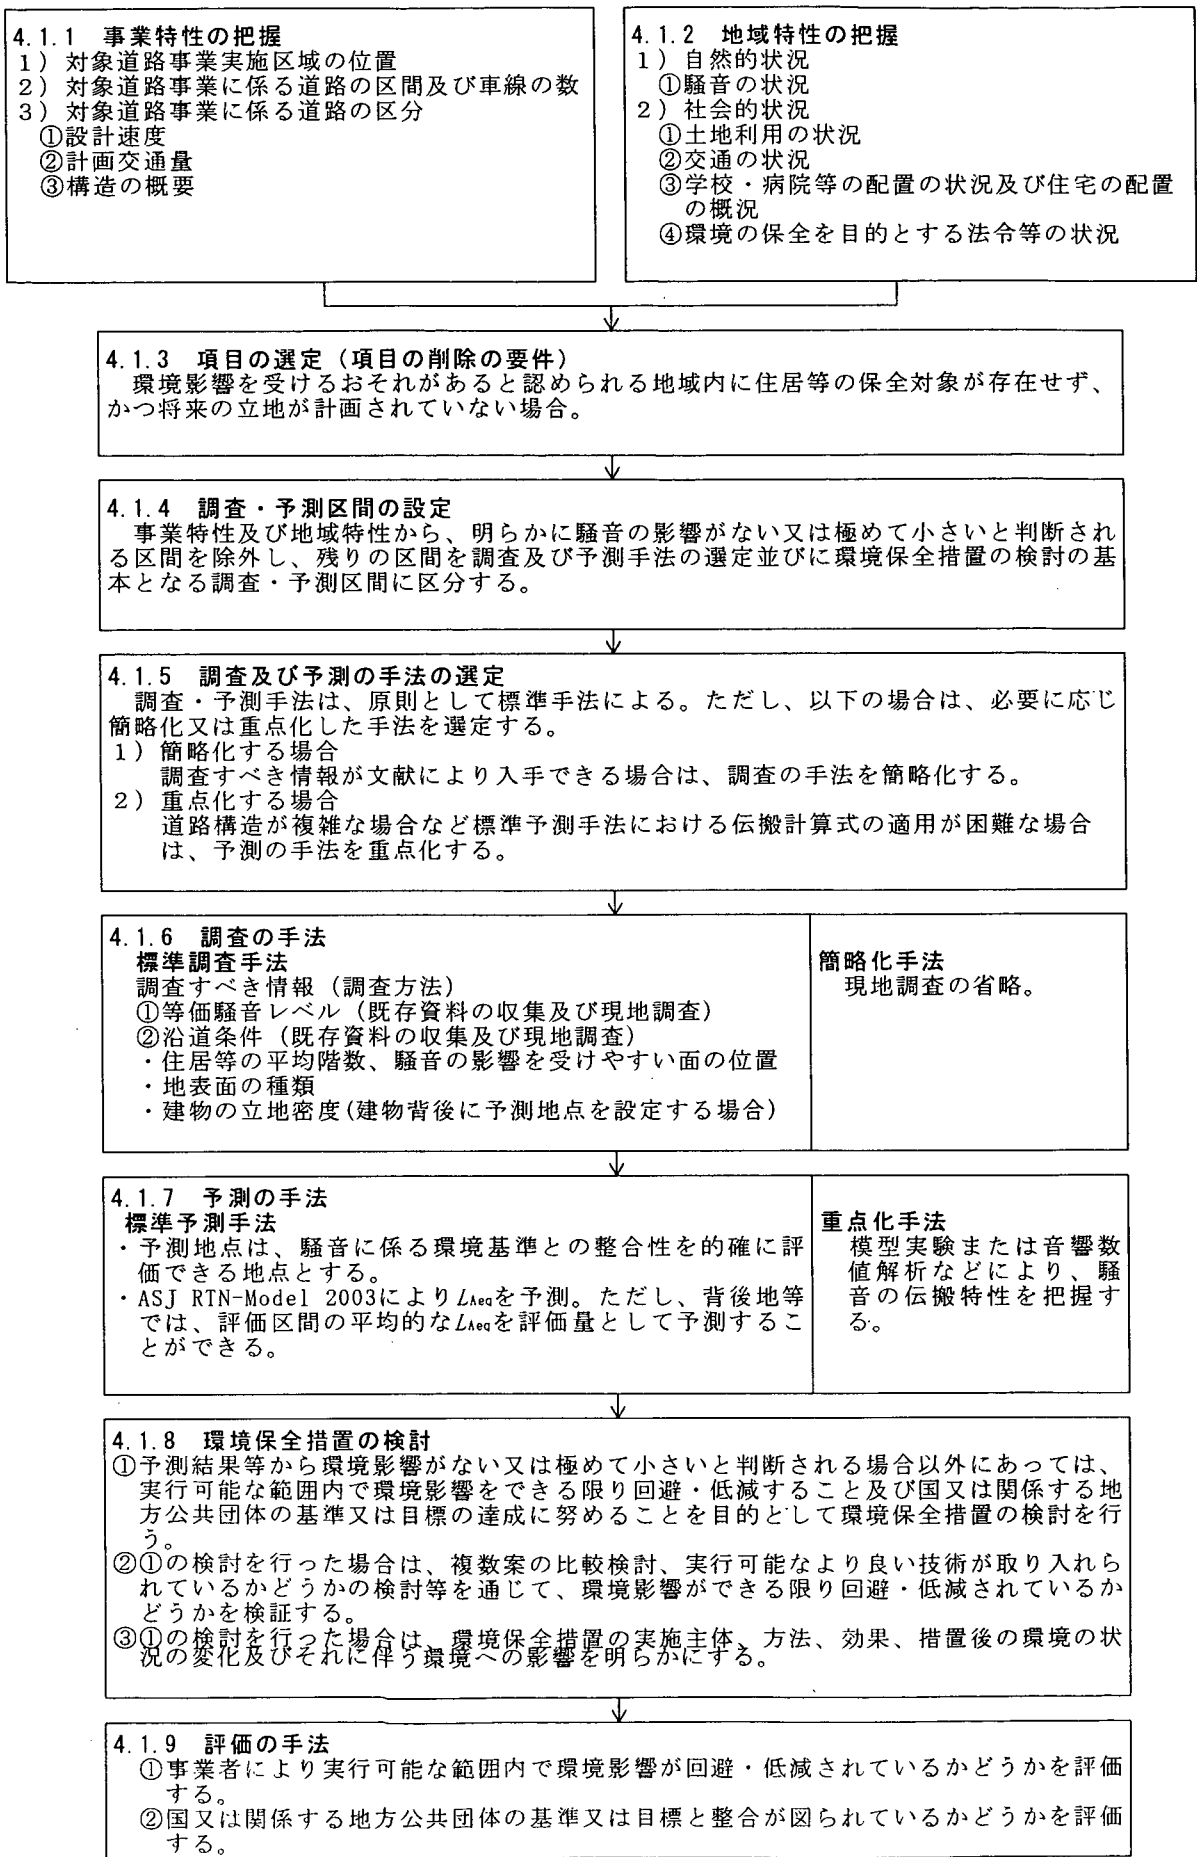 4.1.1 事業特性の把握
1) 対象道路事業実施区域の位置
2) 対象道路事業に係る道路の区間及び車線の数
3) 対象道路事業に係る道路の区分
①設計速度
②計画交通量
③構造の概要
4.1.2 地域特性の把握
1) 自然的状況
①騒音の状況
2) 社会的状況
①土地利用の状況
②交通の状況
③学校・病院等の配置の状況及び住宅の配置
の概況
④環境の保全を目的とする法令等の状況
4.1.3 項目の選定（項目の削除の要件）
環境影響を受けるおそれがあると認められる地域内に住居等の保全対象が存在せず、
かつ将来の立地が計画されていない場合。
4.1.4 調査・予測区間の設定
事業特性及び地域特性から、明らかに騒音の影響がない又は極めて小さいと判断され
る区間を除外し、残りの区間を調査及び予測手法の選定並びに環境保全措置の検討の基
本となる調査・予測区間に区分する。
4.1.5 調査及び予測の手法の選定
調査・予測手法は、原則として標準手法による。ただし、以下の場合は、必要に応じ
簡略化又は重点化した手法を選定する。
1) 簡略化する場合
調査すべき情報が文献により入手できる場合は、調査の手法を簡略化する。
2) 重点化する場合
道路構造が複雑な場合など標準予測手法における伝搬計算式の適用が困難な場合
は、予測の手法を重点化する。
4.1.6 調査の手法
標準調査手法
調査すべき情報（調査方法）
①等価騒音レベル（既存資料の収集及び現地調査）
②沿道条件（既存資料の収集及び現地調査）
・住居等の平均階数、騒音の影響を受けやすい面の位置
・地表面の種類
・建物の立地密度(建物背後に予測地点を設定する場合)
簡略化手法
現地調査の省略。
4.1.7 予測の手法
標準予測手法
・予測地点は、騒音に係る環境基準との整合性を的確に評
価できる地点とする。
・ASJ RTN-Model 2003によりLAeqを予測。ただし、背後地等
では、評価区間の平均的なLAeqを評価量として予測するこ
とができる。
重点化手法
模型実験または音響数
値解析などにより、騒
音の伝搬特性を把握す
る。
4.1.8 環境保全措置の検討
①予測結果等から環境影響がない又は極めて小さいと判断される場合以外にあっては、
実行可能な範囲内で環境影響をできる限り回避・低減すること及び国又は関係する地
方公共団体の基準又は目標の達成に努めることを目的として環境保全措置の検討を行
う。
②①の検討を行った場合は、複数案の比較検討、実行可能なより良い技術が取り入れら
れているかどうかの検討等を通じて、環境影響ができる限り回避・低減されているか
どうかを検証する。
③①の検討を行った場合は、環境保全措置の実施主体、方法、効果、措置後の環境の状
況の変化及びそれに伴う環境への影響を明らかにする。
4.1.9 評価の手法
①事業者により実行可能な範囲内で環境影響が回避・低減されているかどうかを評価
する。
②国又は関係する地方公共団体の基準又は目標と整合が図られているかどうかを評価
する。